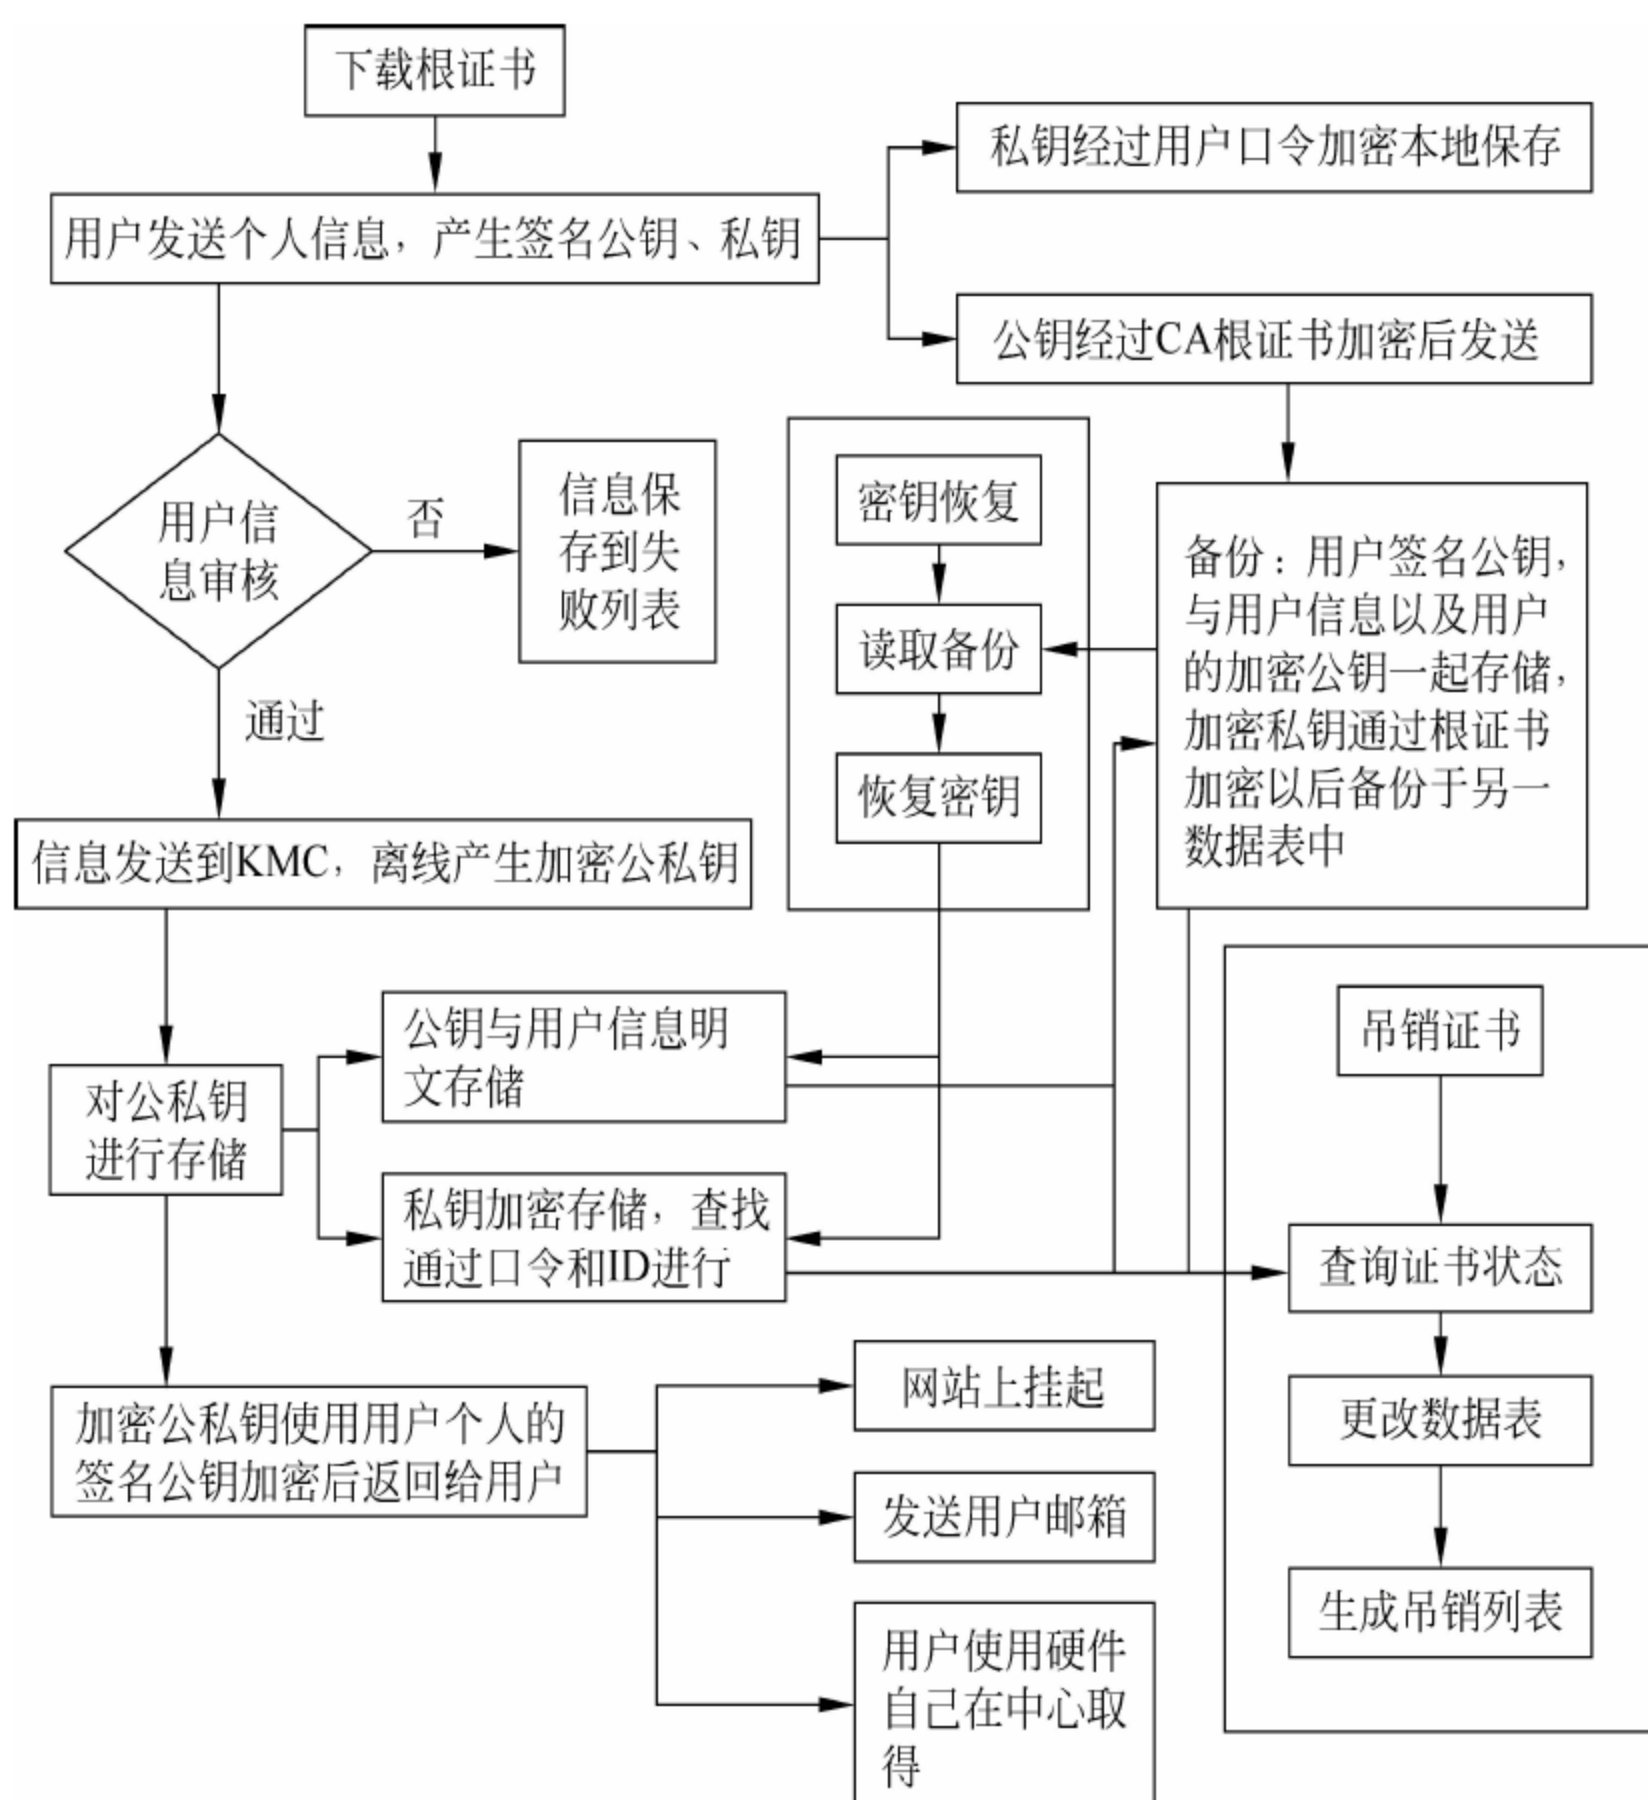 下载根证书
私钥经过用户口令加密本地保存
用户发送个人信息，产生签名公钥、私钥
公钥经过CA根证书加密后发送
用户信
息审核
否
信息保
存到失
败列表
通过
密钥恢复
读取备份
恢复密钥
备份：用户签名公钥，
与用户信息以及用户
的加密公钥一起存储，
加密私钥通过根证书
加密以后备份于另一
数据表中
信息发送到KMC，离线产生加密公私钥
对公私钥
进行存储
公钥与用户信息明
文存储
私钥加密存储，查找
通过口令和ID进行
吊销证书
查询证书状态
更改数据表
生成吊销列表
加密公私钥使用用户个人的
签名公钥加密后返回给用户
网站上挂起
发送用户邮箱
用户使用硬件
自己在中心取
得